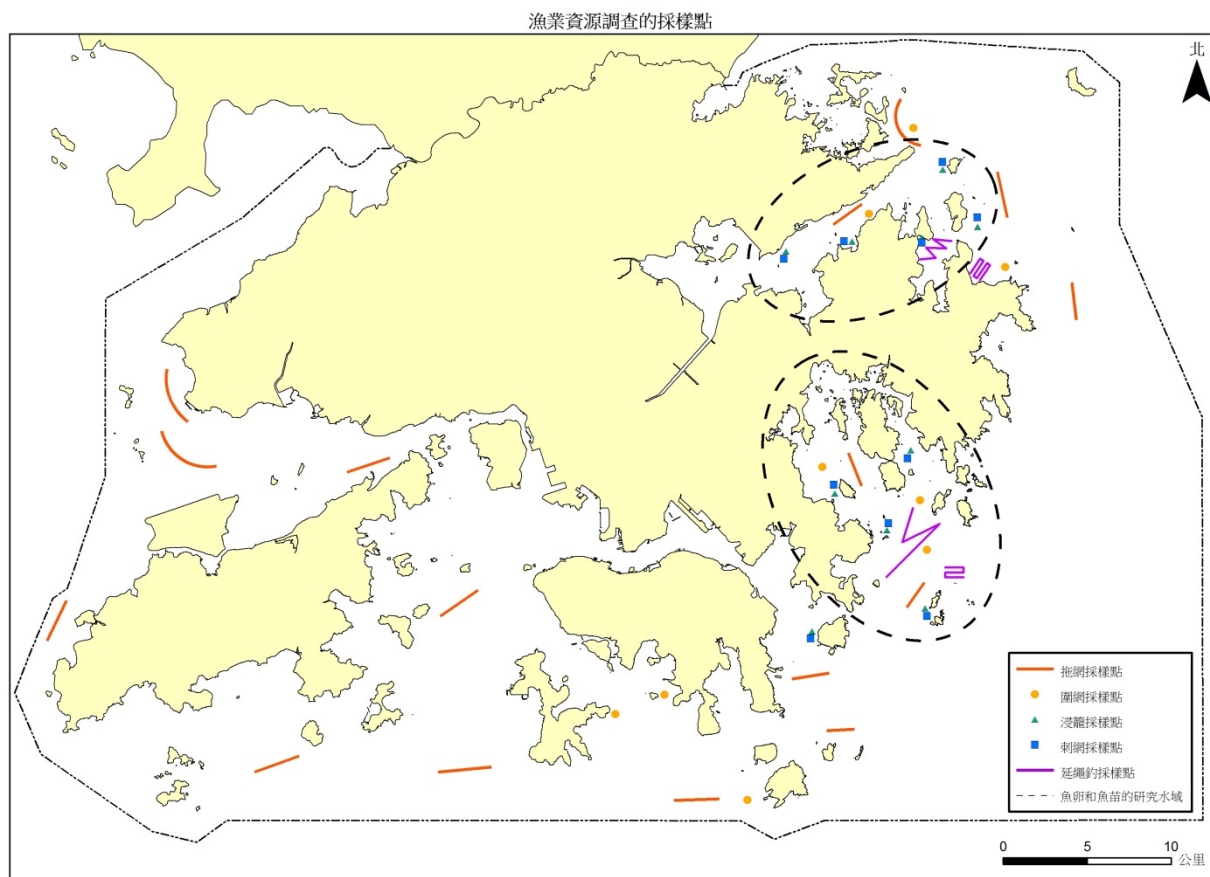 漁業資源調查的採樣點
北
拖網採樣點
圍網採樣點
浸籠採樣點
刺網採樣點
延繩釣採樣點
魚卵和魚苗的研究水域
0 5 10
公里